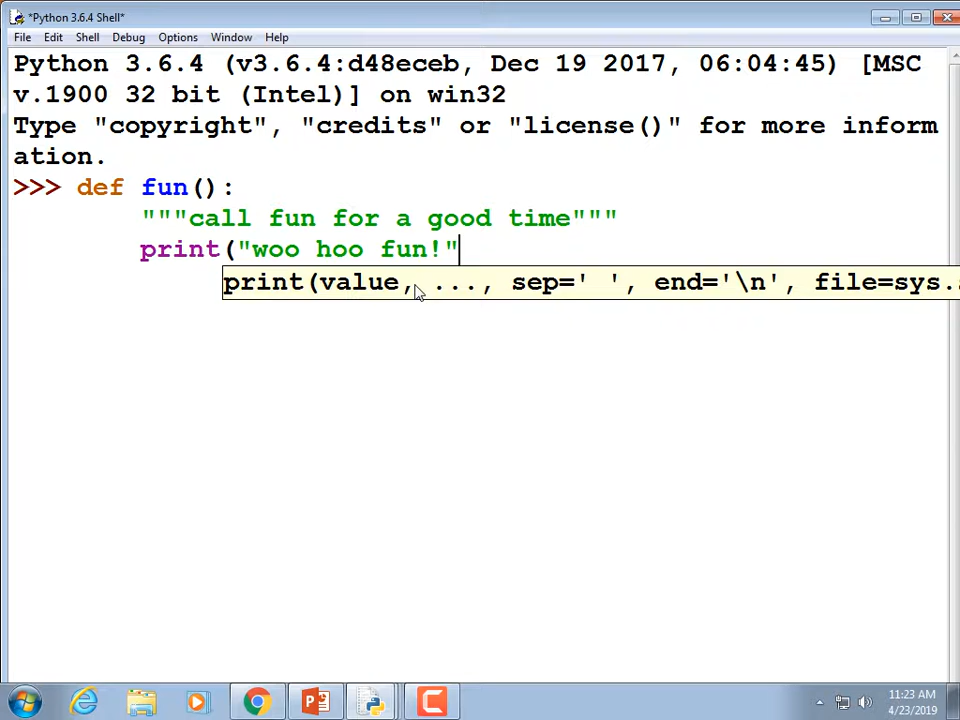 *Python 3.6.4 Shell*
File Edit Shell Debug Options Window Help
Python 3.6.4 (v3.6.4:d48eceb, Dec 19 2017, 06:04:45) [MSC
v.1900 32 bit (Intel)] on win32
Type "copyright", "credits" or "license()" for more inform
ation.
>>> def fun():
"""call fun for a good time"""
print("woo hoo fun!"
print(value, ..., sep=' ', end='\n', file=sys.s
11:23 AM
4/23/2019